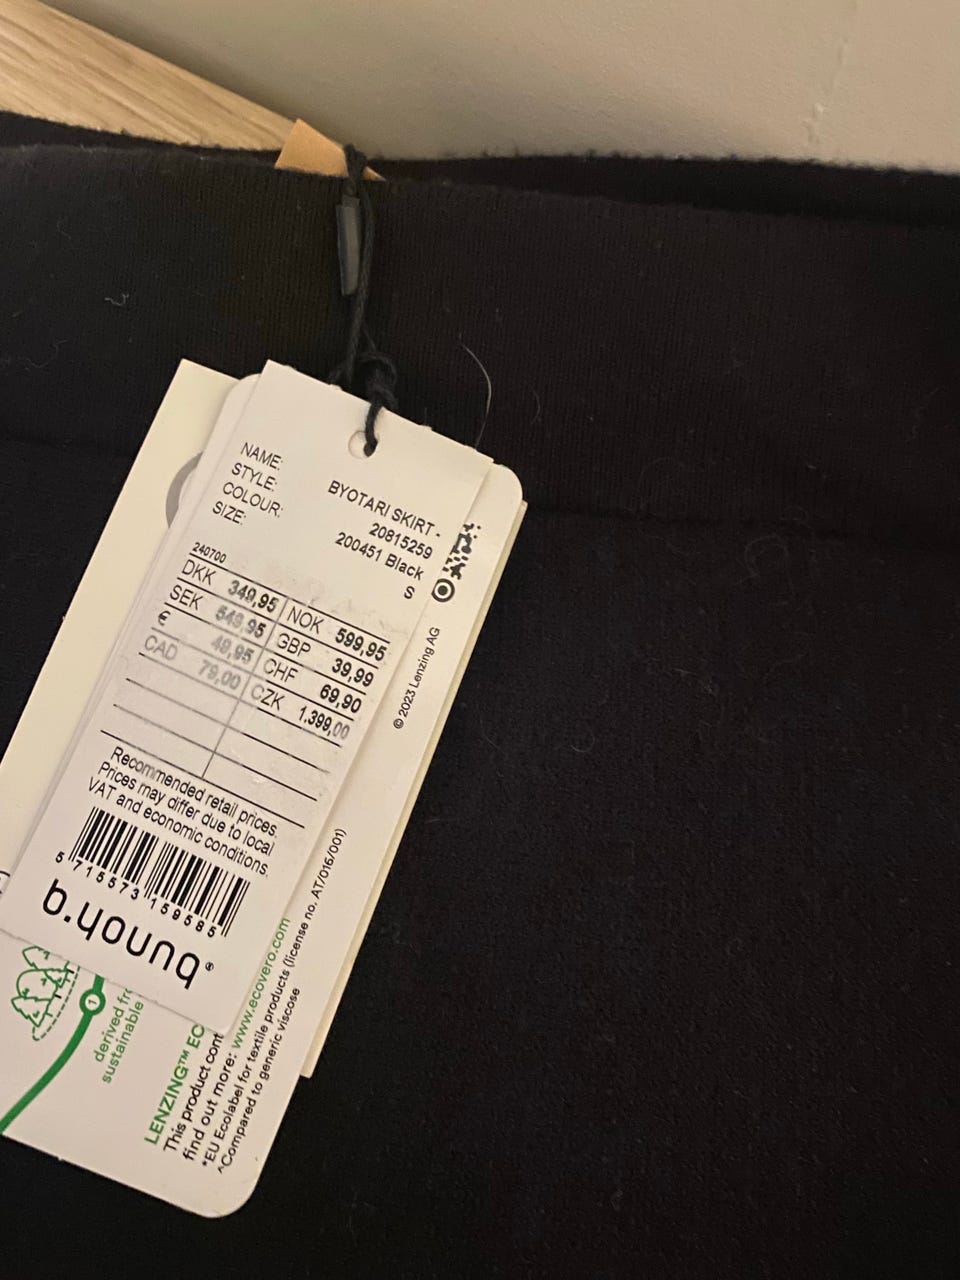 NAME: BYOTARI SKIRT -
STYLE: 20815259
COLOUR: 200451 Black
SIZE: S
240700
DKK 349,95 NOK 599,95
SEK 549,95 GBP 39,99
€ 49,95 CHF 69,90
CAD 79,00 CZK 1.399,00
Recommended retail prices.
Prices may differ due to local
VAT and economic conditions.
5 715573 159585
b.young®
© 2023 Lenzing AG
1
derived
sustainable
LENZING™ EC
This product cont
find out more: www.ecovero.com
*EU Ecolabel for textile products (license no. AT/016/001)
^Compared to generic viscose